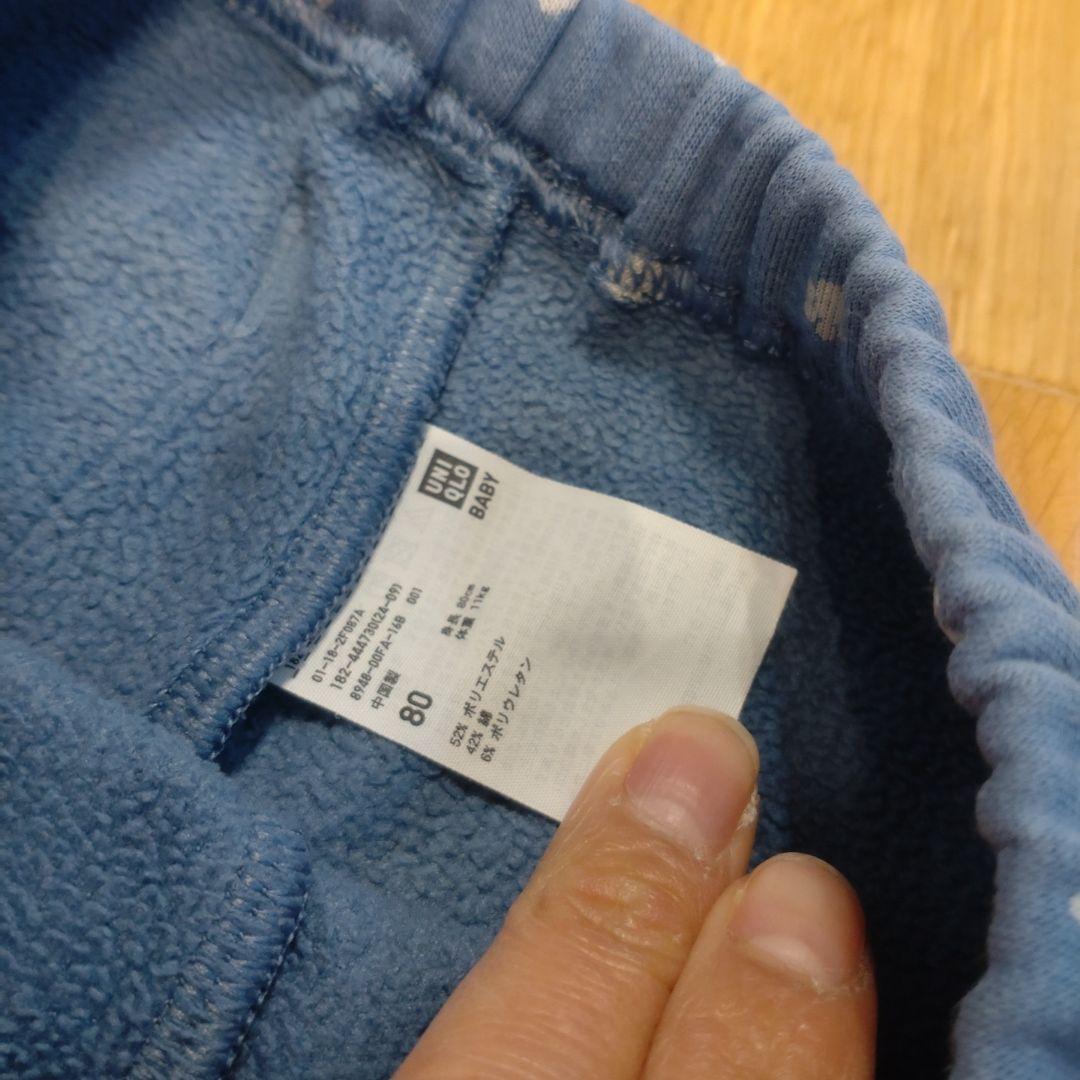 UNI
QLO
BABY
01-18-2F087A
182-444730(24-09)
8948-00FA-16B 001
中国製
80
身長 80cm
体重 11kg
52% ポリエステル
42% 綿
6% ポリウレタン